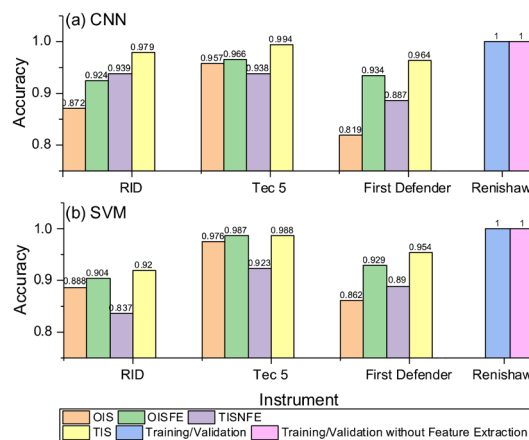 (a) CNN
Accuracy
1.0
0.9
0.8
0.872
0.924
0.939
0.979
0.957
0.966
0.938
0.994
0.819
0.934
0.887
0.964
1
1
RID
Tec 5
First Defender
Renishaw
(b) SVM
Accuracy
1.0
0.9
0.8
0.888
0.904
0.837
0.92
0.976
0.987
0.923
0.988
0.862
0.929
0.89
0.954
1
1
RID
Tec 5
First Defender
Renishaw
Instrument
OIS
OISFE
TISNFE
TIS
Training/Validation
Training/Validation without Feature Extraction